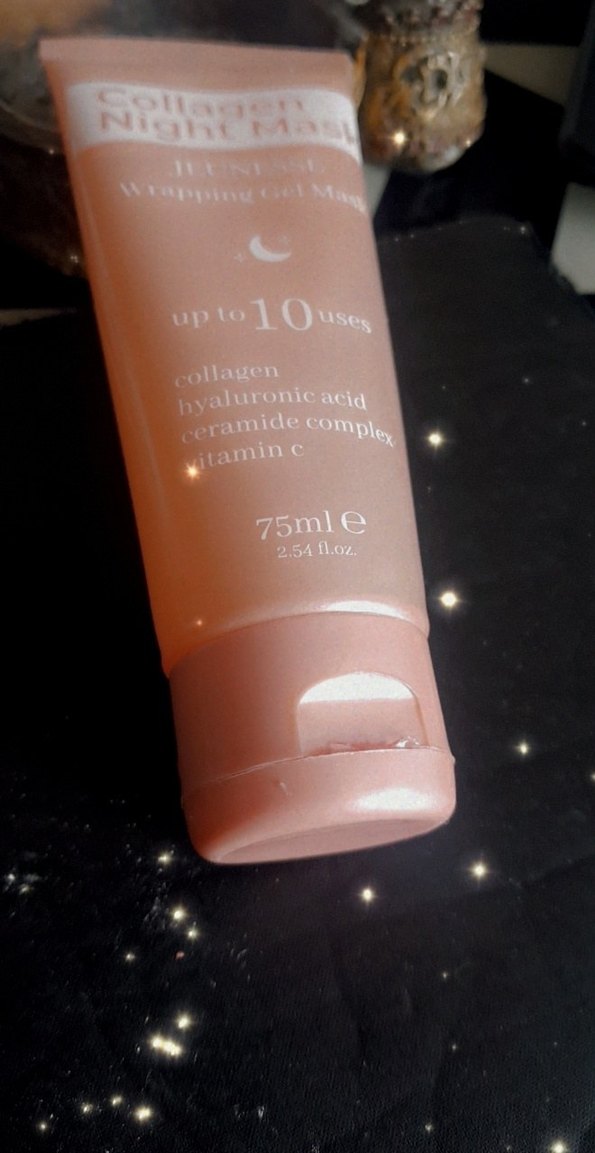 Collagen
Night Mask
JEUNESSE
Wrapping Gel Mask
up to 10 uses
collagen
hyaluronic acid
ceramide complex
vitamin c
75ml ℮
2.54 fl.oz.